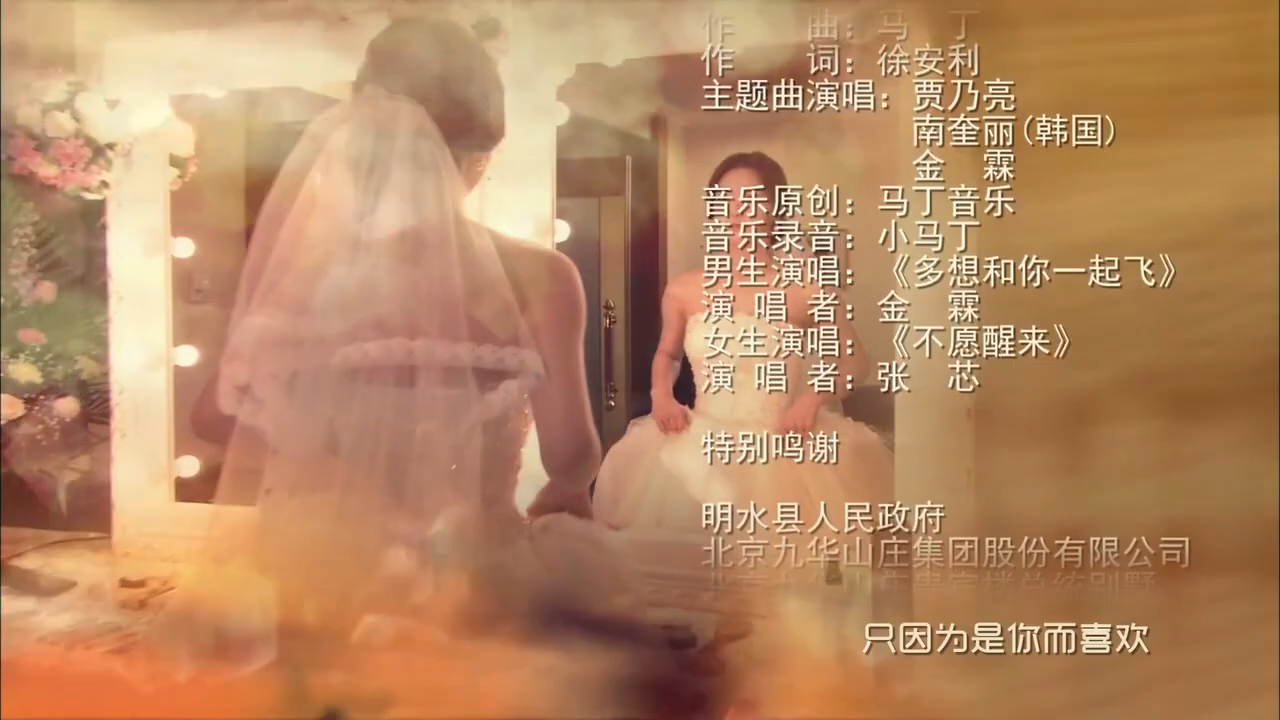 作　　曲：马　丁
作　　词：徐安利
主题曲演唱：贾乃亮
南奎丽(韩国)
金　霖
音乐原创：马丁音乐
音乐录音：小马丁
男生演唱：《多想和你一起飞》
演 唱 者：金　霖
女生演唱：《不愿醒来》
演 唱 者：张　芯
特别鸣谢
明水县人民政府
北京九华山庄集团股份有限公司
只因为是你而喜欢